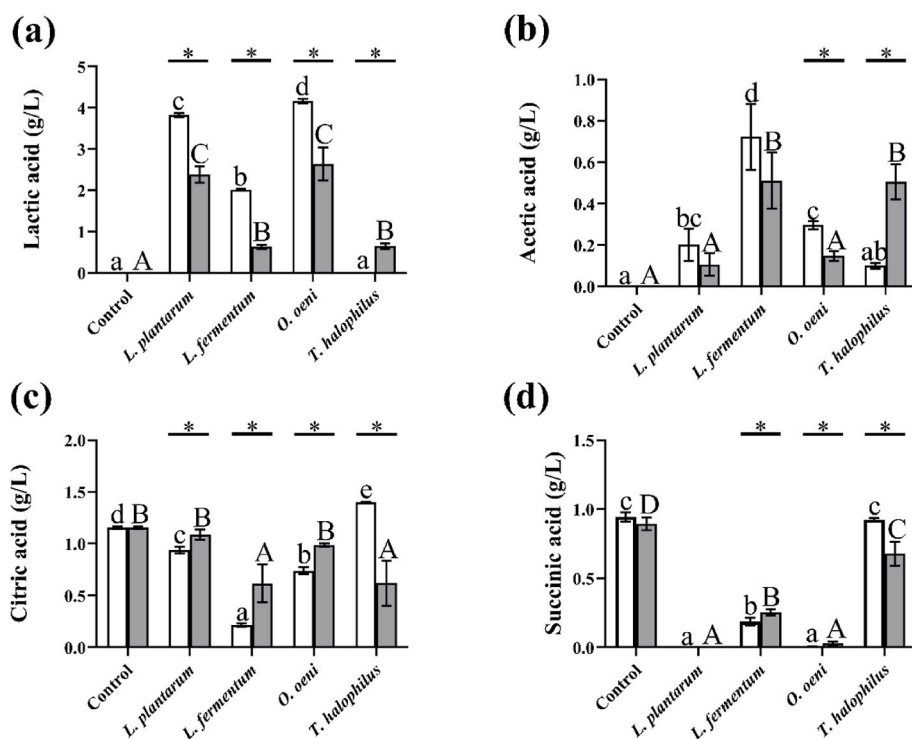 (a)
* * * *
Lactic acid (g/L)
5
4
3
2
1
0
a A
c C
b B
d C
a B
Control
L. plantarum
L. fermentum
O. oeni
T. halophilus
(b)
* *
Acetic acid (g/L)
1.0
0.8
0.6
0.4
0.2
0.0
a A
bc A
d B
c A
ab B
Control
L. plantarum
L. fermentum
O. oeni
T. halophilus
(c)
* * * *
Citric acid (g/L)
2.0
1.5
1.0
0.5
0.0
d B
c B
a A
b B
e A
Control
L. plantarum
L. fermentum
O. oeni
T. halophilus
(d)
* * *
Succinic acid (g/L)
1.5
1.0
0.5
0.0
c D
a A
b B
a A
c C
Control
L. plantarum
L. fermentum
O. oeni
T. halophilus